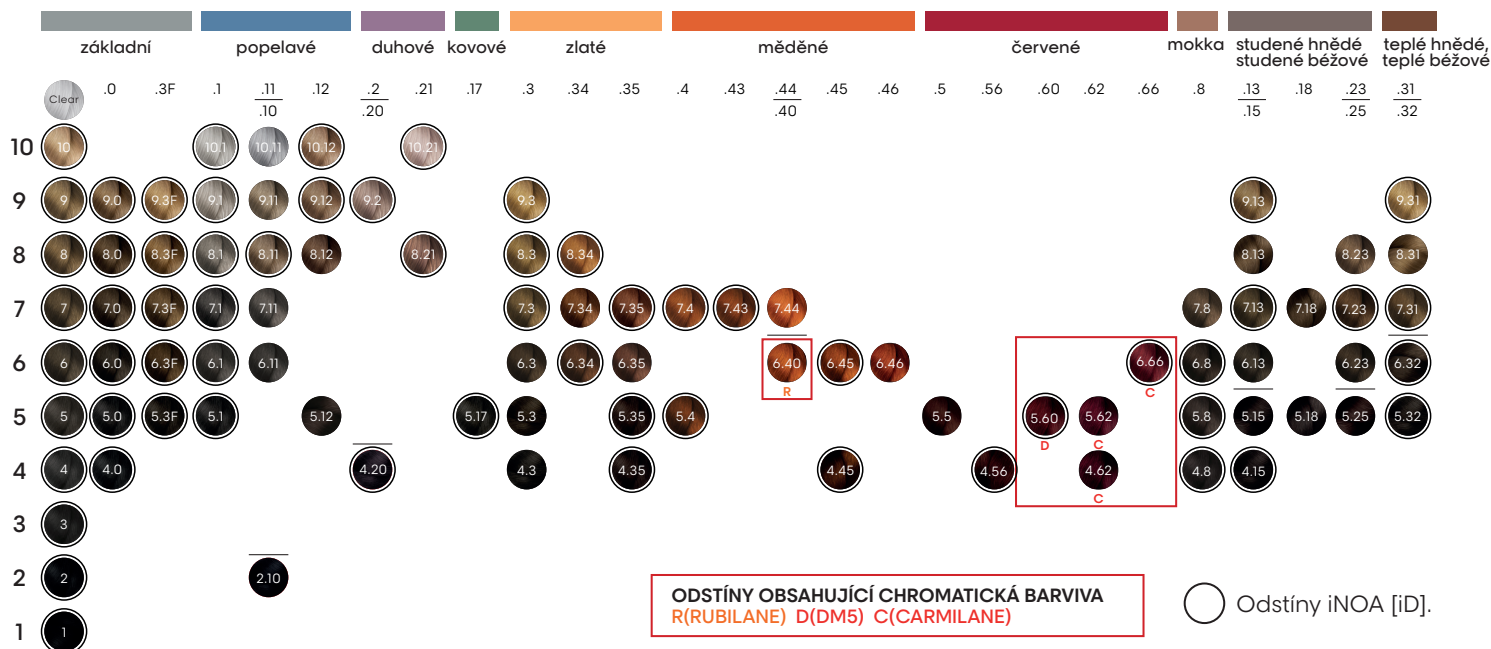 základní popelavé duhové kovové zlaté měděné červené mokka studené hnědé teplé hnědé,
studené béžové teplé béžové
Clear .0 .3F .1 .11 .12 .2 .21 .17 .3 .34 .35 .4 .43 .44 .45 .46 .5 .56 .60 .62 .66 .8 .13 .18 .23 .31
.10 .20 .40 .15 .25 .32
10 10 10.1 10.11 10.12 10.21
9 9 9.0 9.3F 9.1 9.11 9.12 9.2 9.3 9.13 9.31
8 8 8.0 8.3F 8.1 8.11 8.12 8.21 8.3 8.34 8.13 8.23 8.31
7 7 7.0 7.3F 7.1 7.11 7.3 7.34 7.35 7.4 7.43 7.44 7.8 7.13 7.18 7.23 7.31
6 6 6.0 6.3F 6.1 6.11 6.3 6.34 6.35 6.40 6.45 6.46 6.66 6.8 6.13 6.23 6.32
R C
5 5 5.0 5.3F 5.1 5.12 5.17 5.3 5.35 5.4 5.5 5.60 5.62 5.8 5.15 5.18 5.25 5.32
D C
4 4 4.0 4.20 4.3 4.35 4.45 4.56 4.62 4.8 4.15
C
3 3
2 2 2.10
1 1
ODSTÍNY OBSAHUJÍCÍ CHROMATICKÁ BARVIVA
R(RUBILANE) D(DM5) C(CARMILANE)
Odstíny iNOA [iD].